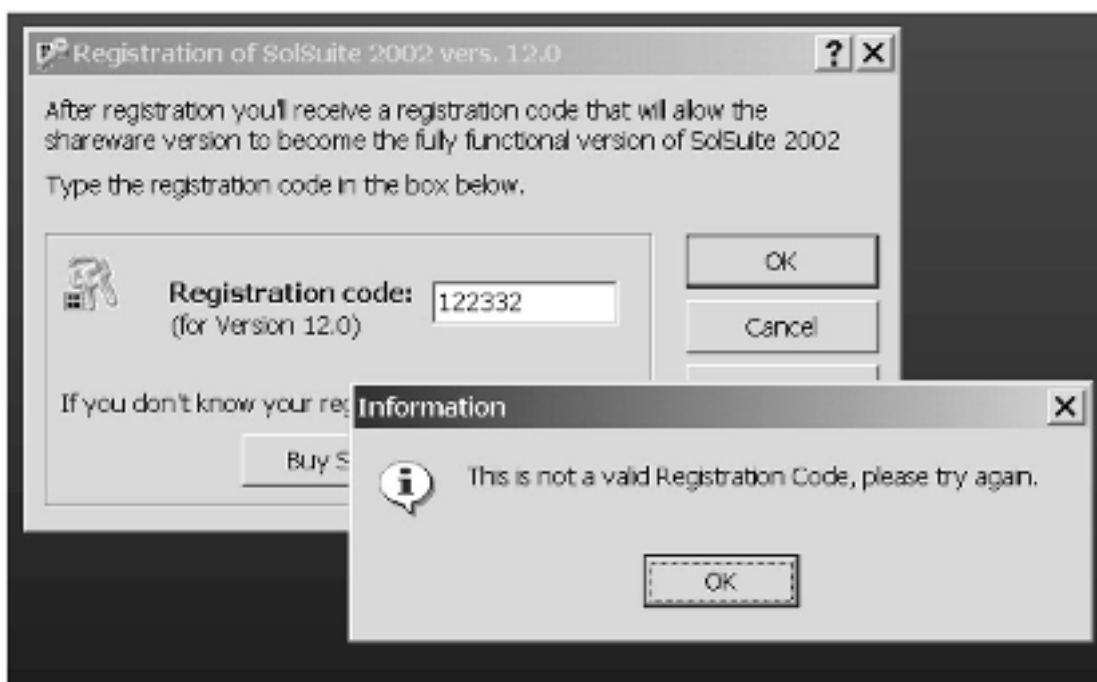 Registration of SolSuite 2002 vers. 12.0
After registration you'll receive a registration code that will allow the
shareware version to become the fully functional version of SolSuite 2002
Type the registration code in the box below.
Registration code: 122332
(for Version 12.0)
OK
Cancel
If you don't know your reg
Buy S
Information
This is not a valid Registration Code, please try again.
OK